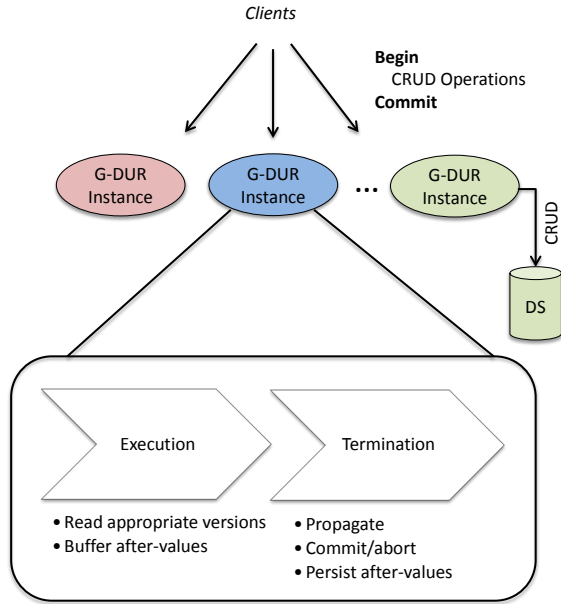 Clients
Begin
CRUD Operations
Commit
G-DUR
Instance
G-DUR
Instance
...
G-DUR
Instance
CRUD
DS
Execution
Termination
• Read appropriate versions
• Buffer after-values
• Propagate
• Commit/abort
• Persist after-values